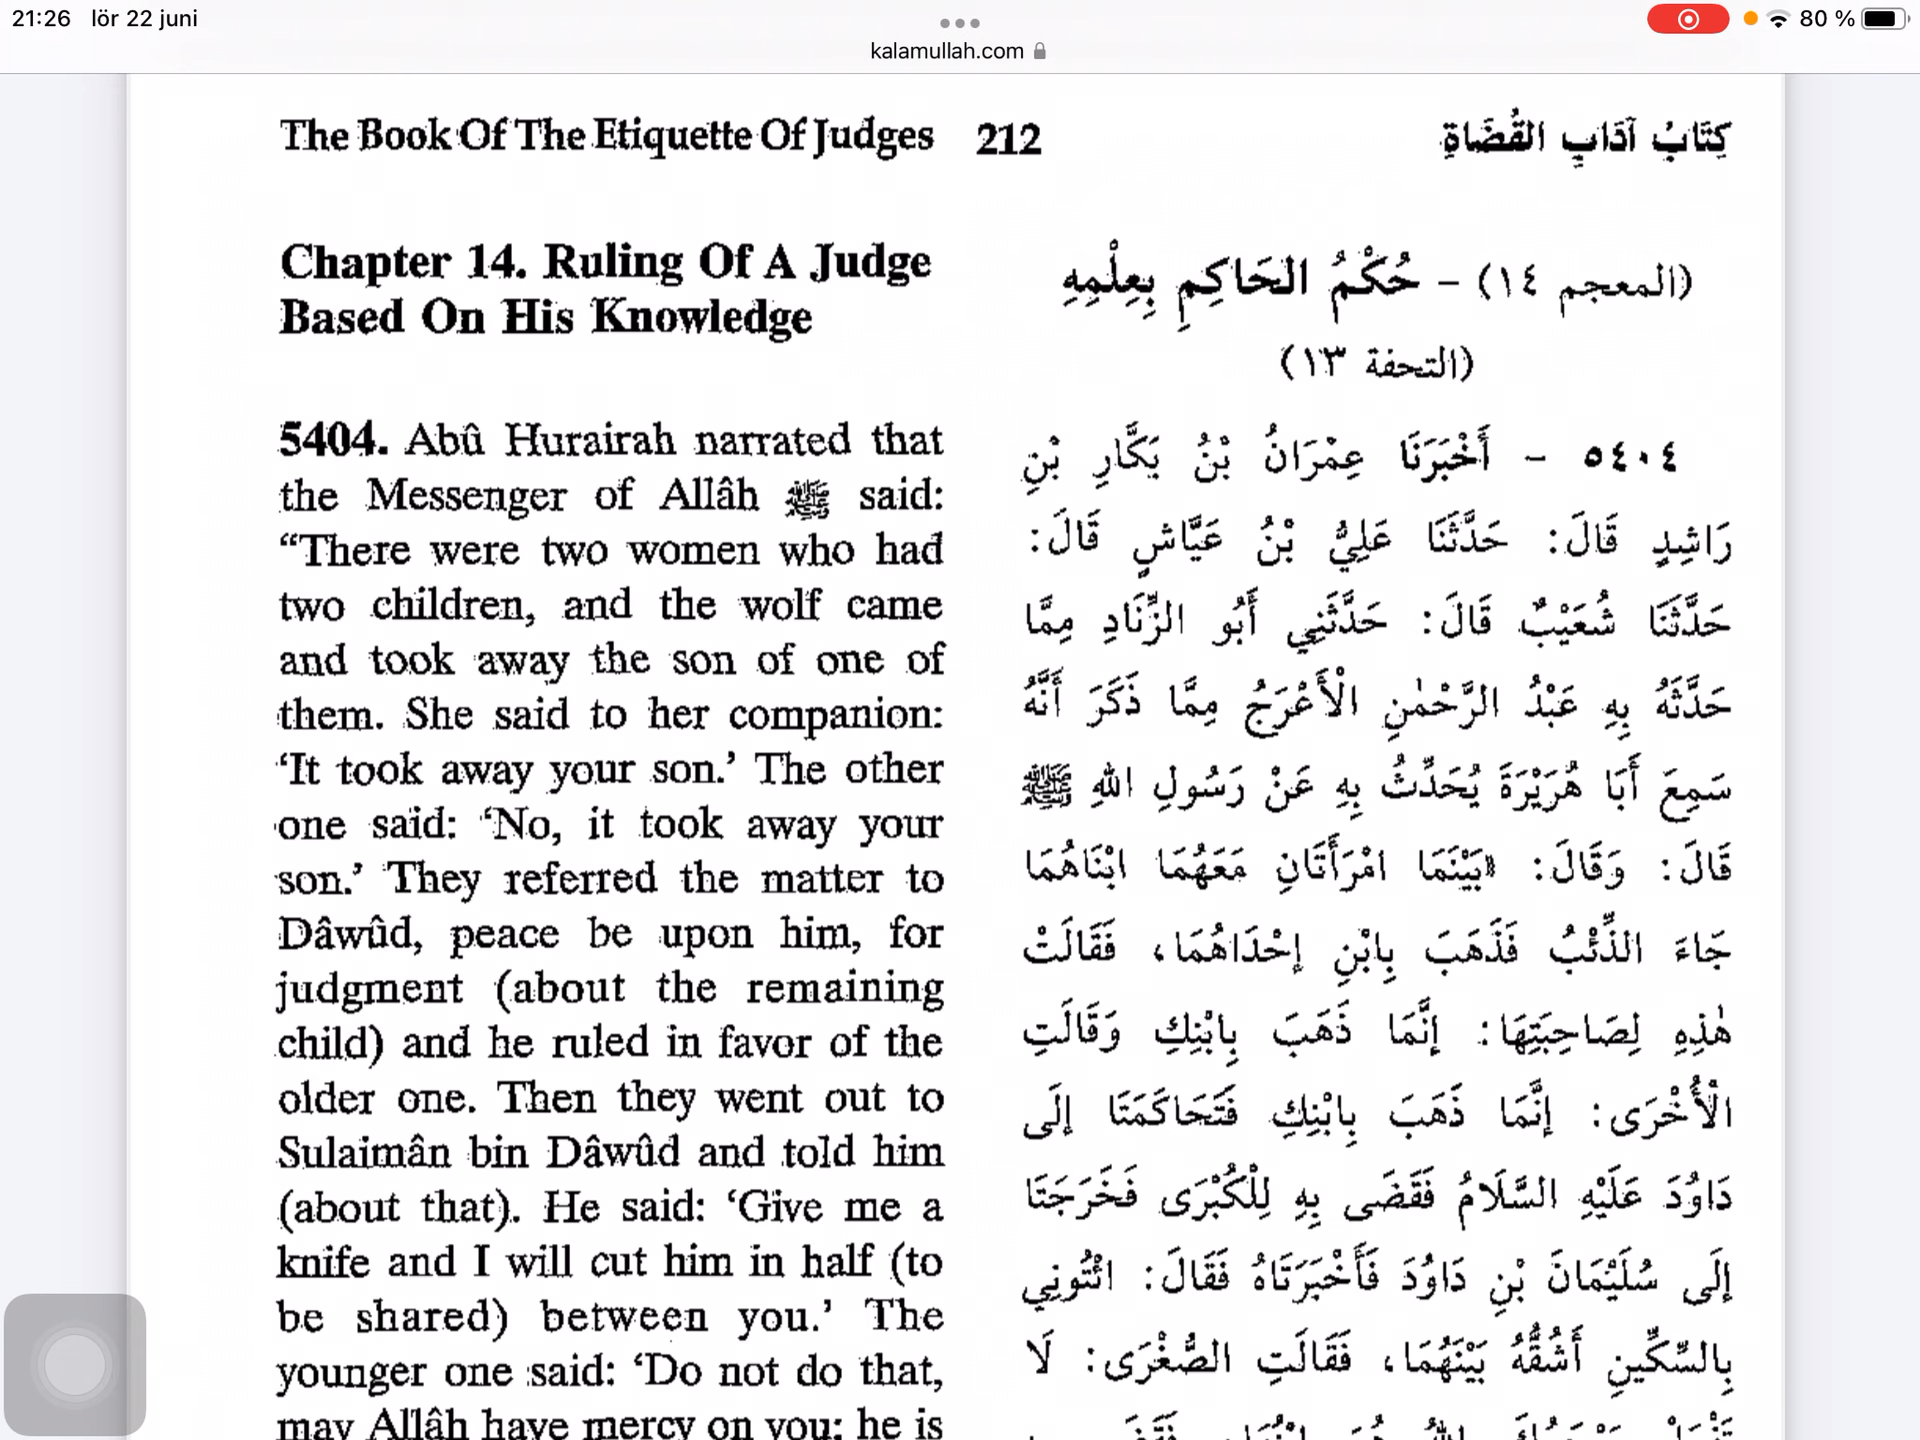 21:26 lör 22 juni
80 %
kalamullah.com
The Book Of The Etiquette Of Judges 212 كِتَابُ آدَابِ القُضَاةِ
Chapter 14. Ruling Of A Judge
Based On His Knowledge
5404. Abû Hurairah narrated that
the Messenger of Allâh ﷺ said:
“There were two women who had
two children, and the wolf came
and took away the son of one of
them. She said to her companion:
‘It took away your son.’ The other
one said: ‘No, it took away your
son.’ They referred the matter to
Dâwûd, peace be upon him, for
judgment (about the remaining
child) and he ruled in favor of the
older one. Then they went out to
Sulaimân bin Dâwûd and told him
(about that). He said: ‘Give me a
knife and I will cut him in half (to
be shared) between you.’ The
younger one said: ‘Do not do that,
may Allâh have mercy on you; he is
(المعجم ١٤) - حُكْمُ الحَاكِمِ بِعِلْمِهِ
(التحفة ١٣)
٥٤٠٤ - أَخْبَرَنَا عِمْرَانُ بْنُ بَكَّارِ بْنِ
رَاشِدٍ قَالَ: حَدَّثَنَا عَلِيُّ بْنُ عَيَّاشٍ قَالَ:
حَدَّثَنَا شُعَيْبٌ قَالَ: حَدَّثَنِي أَبُو الزِّنَادِ مِمَّا
حَدَّثَهُ بِهِ عَبْدُ الرَّحْمٰنِ الْأَعْرَجُ مِمَّا ذَكَرَ أَنَّهُ
سَمِعَ أَبَا هُرَيْرَةَ يُحَدِّثُ بِهِ عَنْ رَسُولِ اللهِ ﷺ
قَالَ: وَقَالَ: «بَيْنَمَا امْرَأَتَانِ مَعَهُمَا ابْنَاهُمَا
جَاءَ الذِّئْبُ فَذَهَبَ بِابْنِ إِحْدَاهُمَا، فَقَالَتْ
هٰذِهِ لِصَاحِبَتِهَا: إِنَّمَا ذَهَبَ بِابْنِكِ وَقَالَتِ
الْأُخْرَى: إِنَّمَا ذَهَبَ بِابْنِكِ فَتَحَاكَمَتَا إِلَى
دَاوُدَ عَلَيْهِ السَّلَامُ فَقَضَى بِهِ لِلْكُبْرَى فَخَرَجَتَا
إِلَى سُلَيْمَانَ بْنِ دَاوُدَ فَأَخْبَرَتَاهُ فَقَالَ: ائْتُونِي
بِالسِّكِّينِ أَشُقُّهُ بَيْنَهُمَا، فَقَالَتِ الصُّغْرَى: لَا